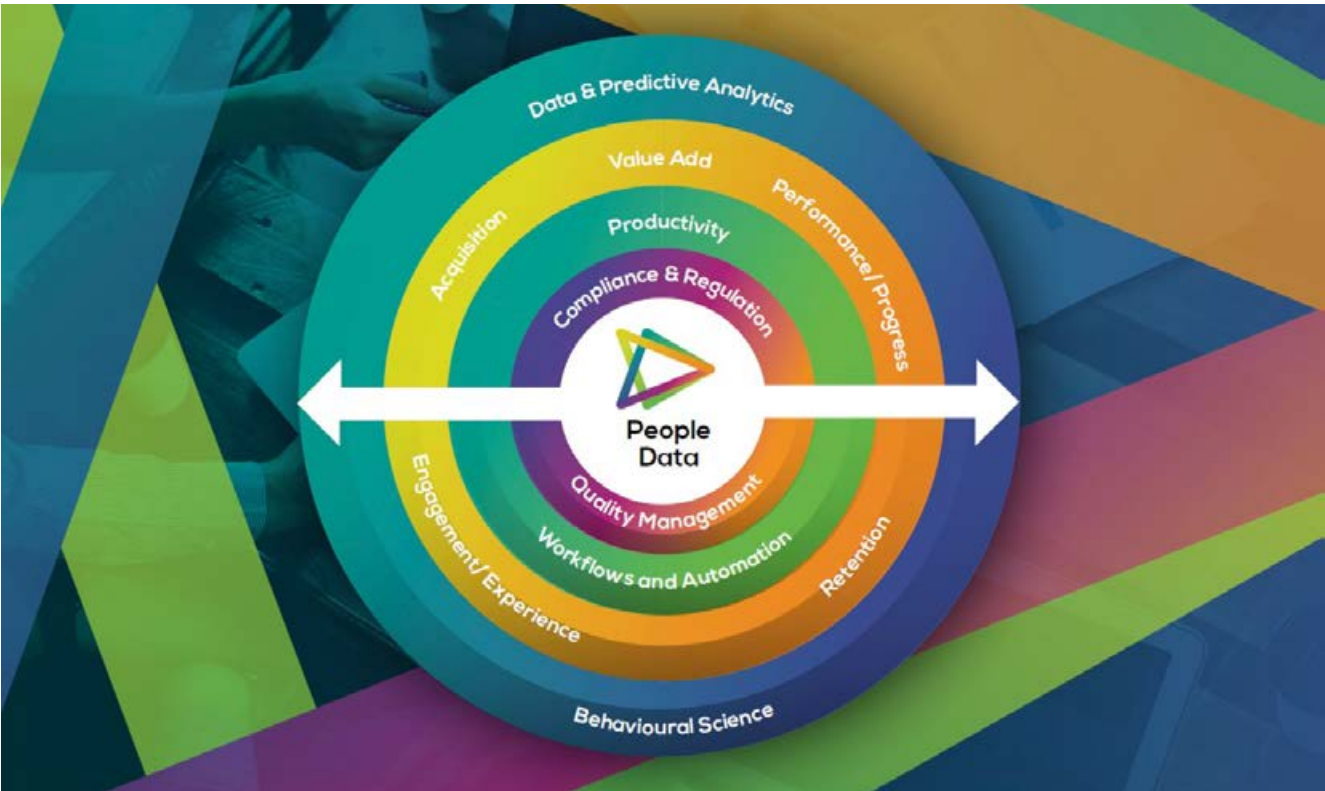 Data & Predictive Analytics
Value Add
Acquisition
Performance/ Progress
Productivity
Compliance & Regulation
People
Data
Quality Management
Workflows and Automation
Engagement/ Experience
Retention
Behavioural Science